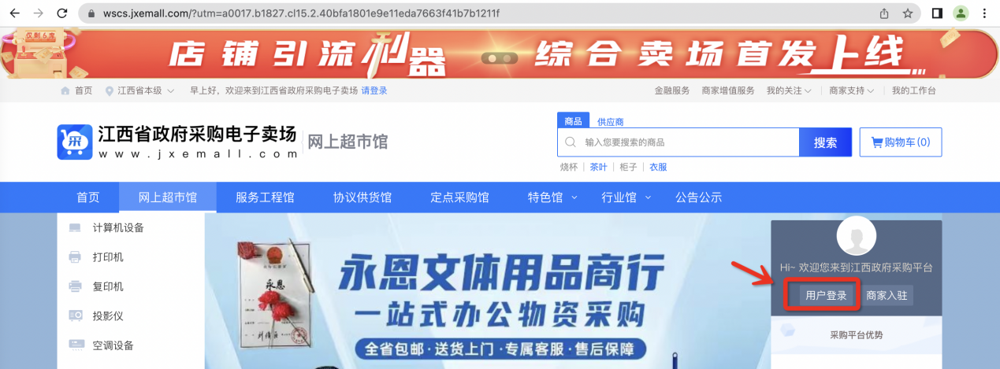 wscs.jxemall.com/?utm=a0017.b1827.cl15.2.40bfa1801e9e11eda7663f41b7b1211f
仅剩6席
店铺引流利器
综合卖场首发上线
首页 江西省本级 早上好，欢迎来到江西省政府采购电子卖场 请登录 金融服务 商家增值服务 我的关注 商家支持 我的工作台
江西省政府采购电子卖场
www.jxemall.com
网上超市馆
商品 供应商
输入您要搜索的商品 搜索 购物车(0)
烧杯 茶叶 柜子 衣服
首页 网上超市馆 服务工程馆 协议供货馆 定点采购馆 特色馆 行业馆 公告公示
计算机设备
打印机
复印机
投影仪
空调设备
永恩
永恩文体用品商行
一站式办公物资采购
全省包邮·送货上门·专属客服·售后保障
Hi~ 欢迎您来到江西政府采购平台
用户登录 商家入驻
采购平台优势